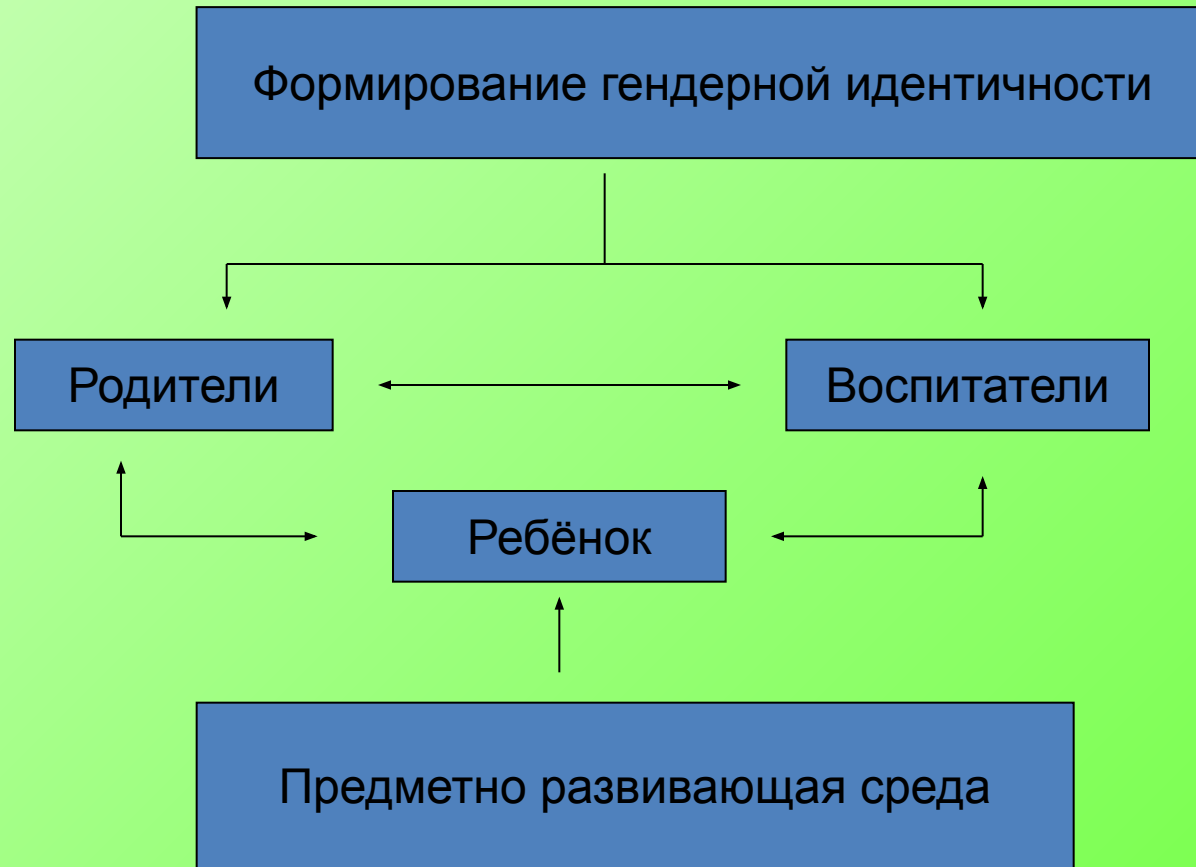 Формирование гендерной идентичности
Родители
Воспитатели
Ребёнок
Предметно развивающая среда